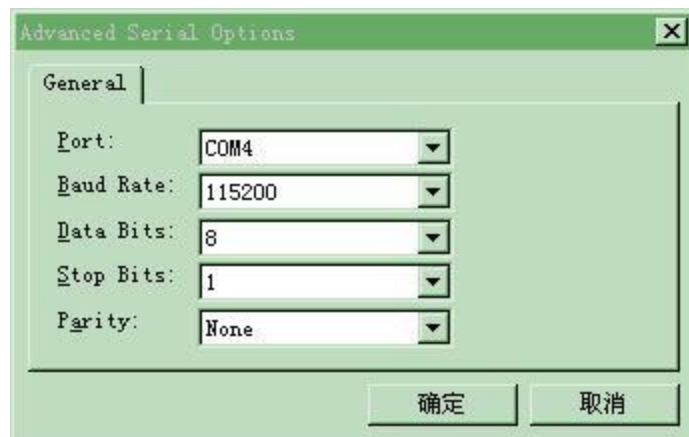 Advanced Serial Options
General
Port: COM4
Baud Rate: 115200
Data Bits: 8
Stop Bits: 1
Parity: None
确定 取消